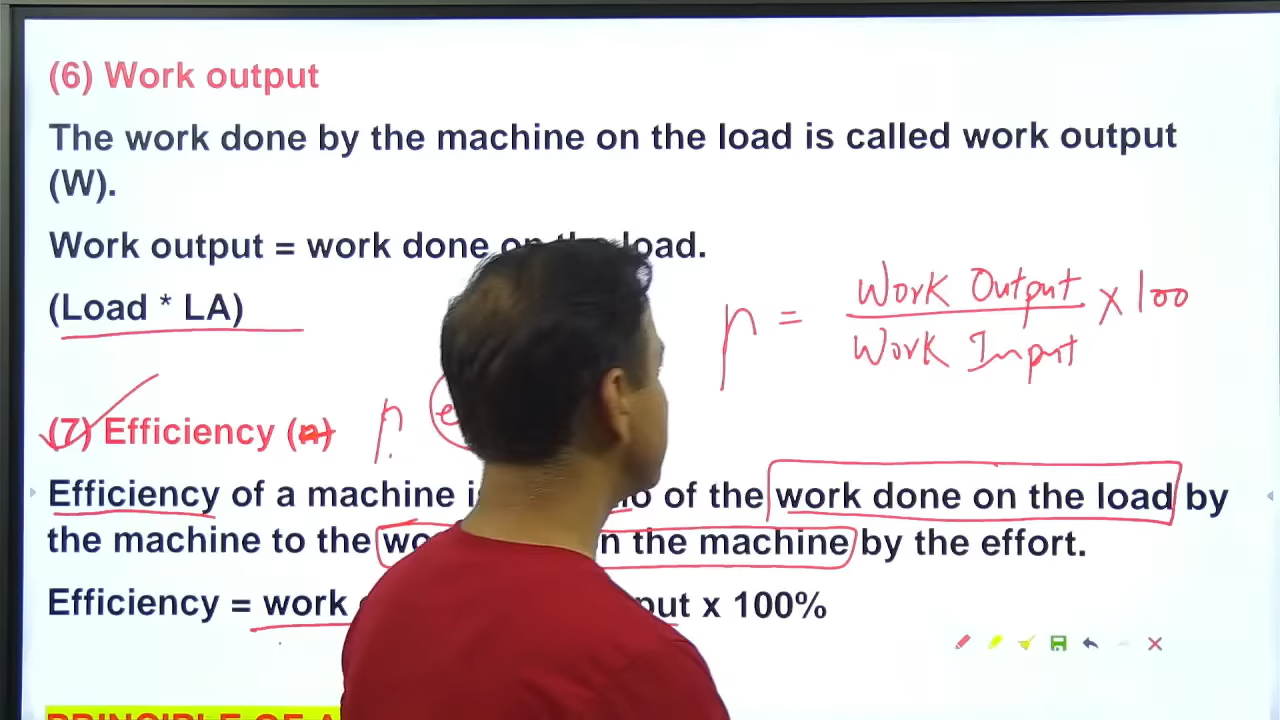 (6) Work output
The work done by the machine on the load is called work output
(W).
Work output = work done on the load.
(Load * LA)
η = Work Output / Work Input × 100
(7) Efficiency (n) η
Efficiency of a machine is of the work done on the load by
the machine to the the machine by the effort.
Efficiency = work x 100%